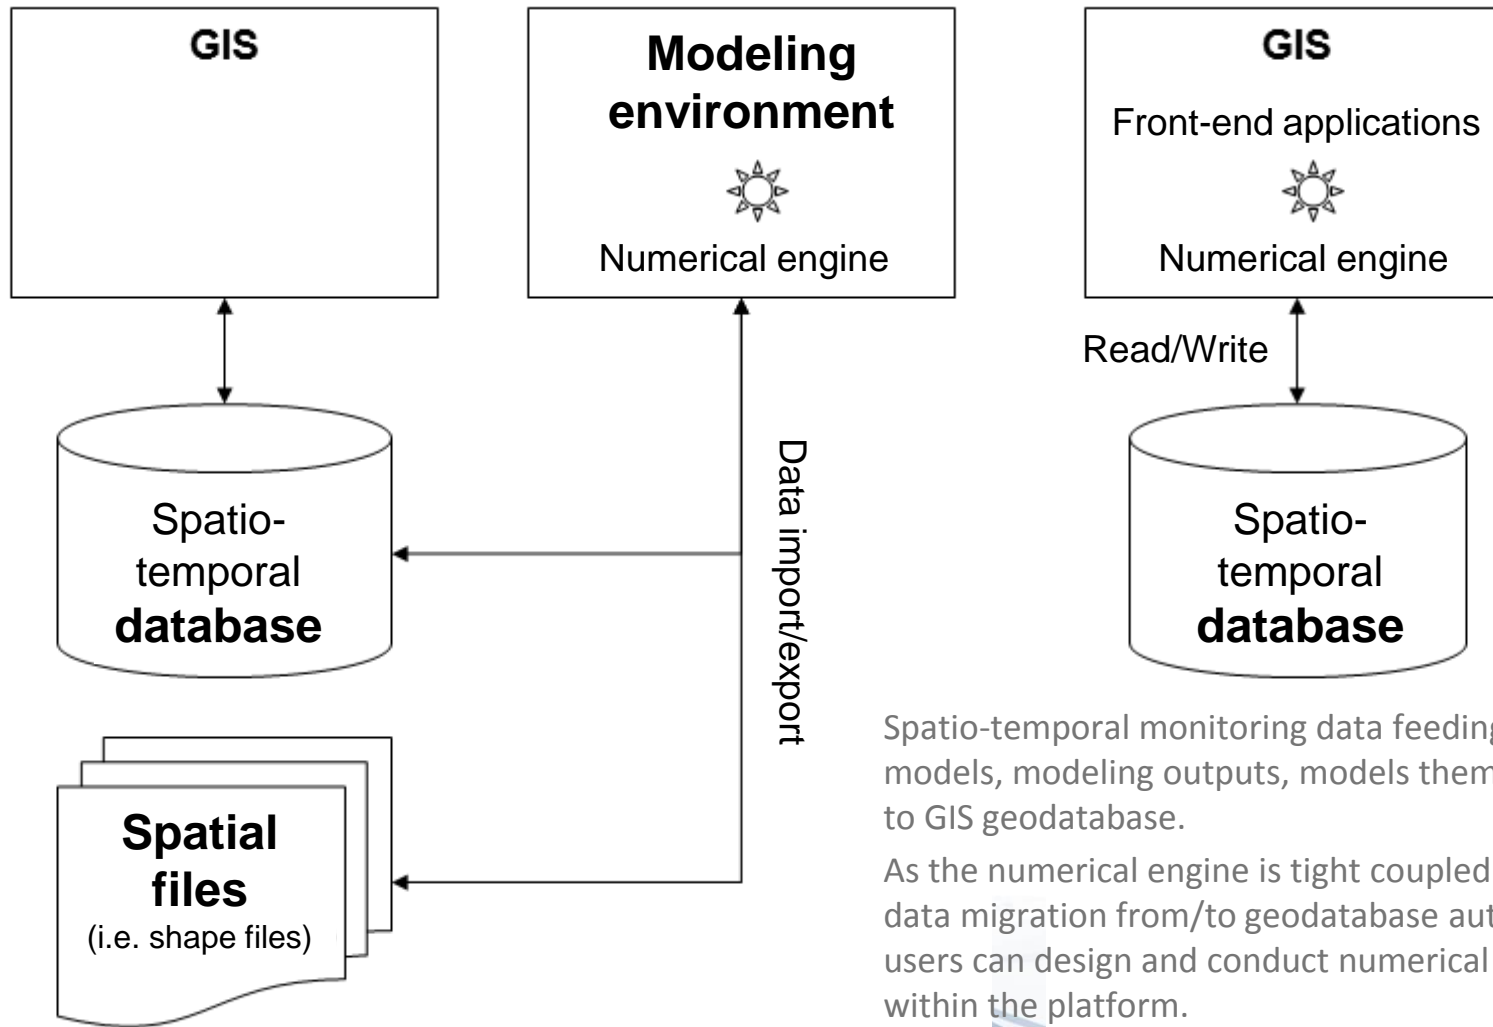 GIS
Modeling
environment
Numerical engine
GIS
Front-end applications
Numerical engine
Read/Write
Spatio-
temporal
database
Data import/export
Spatio-
temporal
database
Spatial
files
(i.e. shape files)
Spatio-temporal monitoring data feeding
models, modeling outputs, models them
to GIS geodatabase.
As the numerical engine is tight coupled
data migration from/to geodatabase aut
users can design and conduct numerical
within the platform.